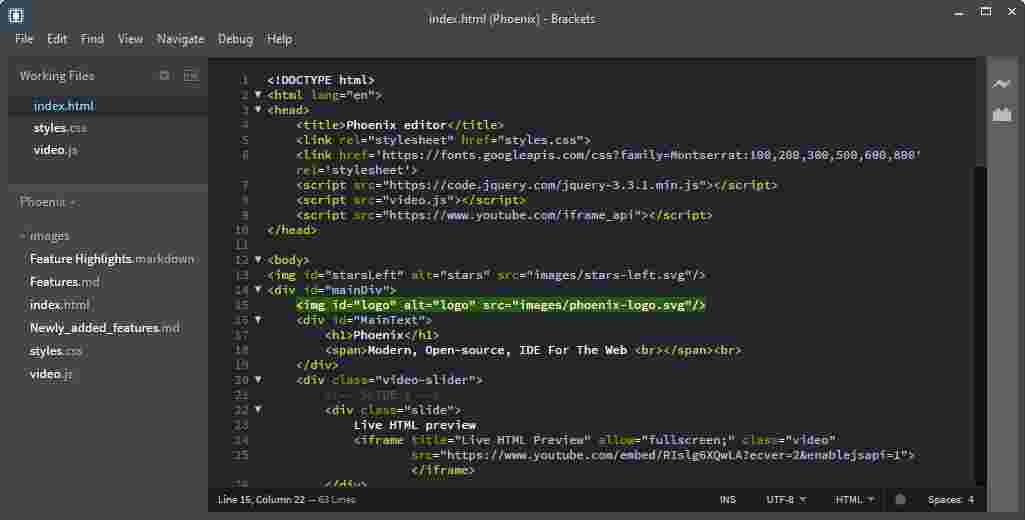 index.html (Phoenix) - Brackets
File Edit Find View Navigate Debug Help
Working Files
index.html
styles.css
video.js
Phoenix
images
Feature Highlights.markdown
Features.md
index.html
Newly_added_features.md
styles.css
video.js
1 <!DOCTYPE html>
2 <html lang="en">
3 <head>
4 <title>Phoenix editor</title>
5 <link rel="stylesheet" href="styles.css">
6 <link href='https://fonts.googleapis.com/css?family=Montserrat:100,200,300,500,600,800'
rel='stylesheet'>
7 <script src="https://code.jquery.com/jquery-3.3.1.min.js"></script>
8 <script src="video.js"></script>
9 <script src="https://www.youtube.com/iframe_api"></script>
10 </head>
11
12 <body>
13 <img id="starsLeft" alt="stars" src="images/stars-left.svg"/>
14 <div id="mainDiv">
15 <img id="logo" alt="logo" src="images/phoenix-logo.svg"/>
16 <div id="MainText">
17 <h1>Phoenix</h1>
18 <span>Modern, Open-source, IDE For The Web <br></span><br>
19 </div>
20 <div class="video-slider">
21
22 <div class="slide">
23 Live HTML preview
24 <iframe title="Live HTML Preview" allow="fullscreen;" class="video"
25 src="https://www.youtube.com/embed/RIslg6XQwLA?ecver=2&enablejsapi=1">
</iframe>
26 </div>
Line 15, Column 22 — 63 Lines INS UTF-8 HTML Spaces: 4